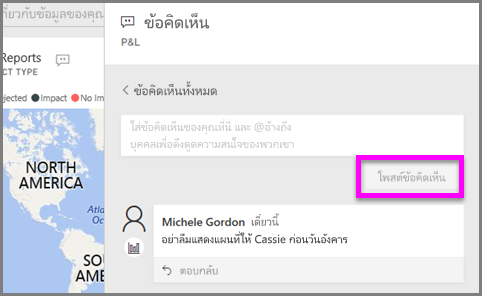 กี่ยวกับข้อมูลของคุณ
Reports
CT TYPE
ejected Impact No Im
NORTH
AMERICA
Atla
Oc
SOU
AME
ข้อคิดเห็น
P&L
ข้อคิดเห็นทั้งหมด
ใส่ข้อคิดเห็นของคุณที่นี่ และ @อ้างถึง
บุคคลเพื่อดึงดูดความสนใจของพวกเขา
โพสต์ข้อคิดเห็น
Michele Gordon เดี๋ยวนี้
อย่าลืมแสดงแผนที่ให้ Cassie ก่อนวันอังคาร
ตอบกลับ